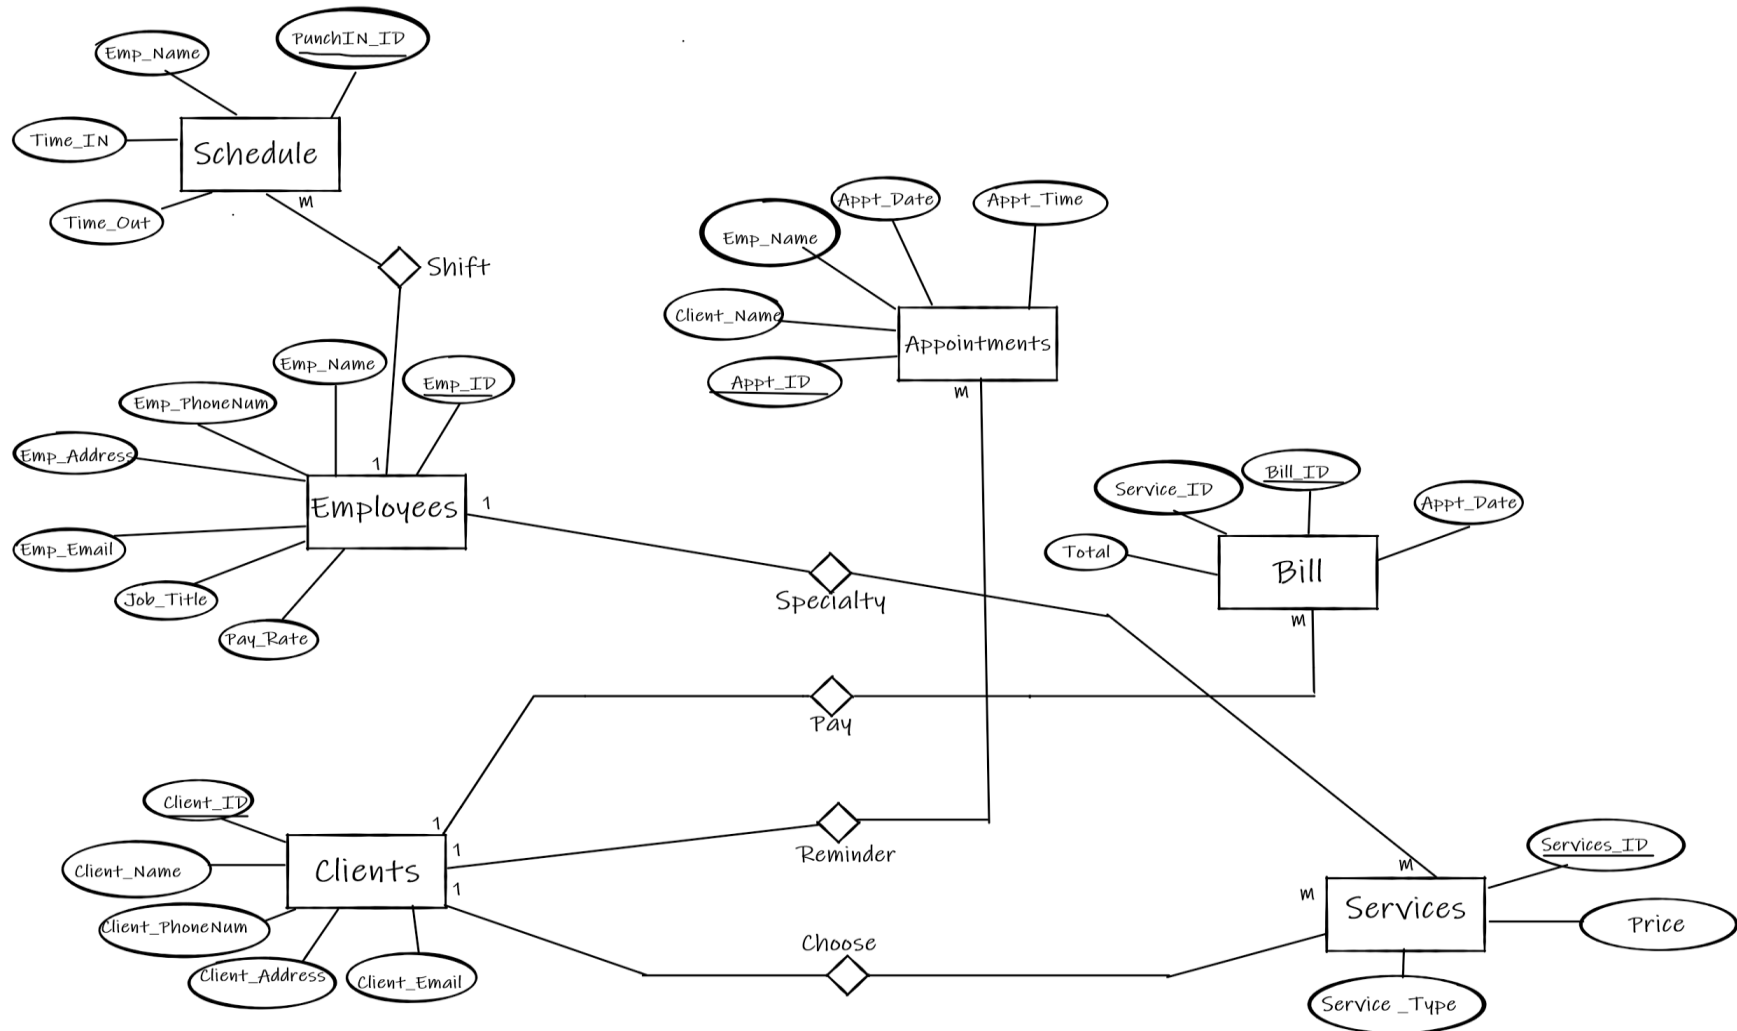 PunchIN_ID
Emp_Name
Time_IN
Schedule
Time_Out
m
Shift
Appt_Date
Appt_Time
Emp_Name
Client_Name
Appointments
Appt_ID
m
Emp_Name
Emp_ID
Emp_PhoneNum
Emp_Address
1
Employees
1
Emp_Email
Job_Title
Pay_Rate
Specialty
Bill_ID
Service_ID
Appt_Date
Total
Bill
m
Pay
Client_ID
1
1
Reminder
Client_Name
Clients
1
Client_PhoneNum
Client_Address
Client_Email
Choose
m
m
Services_ID
Services
Price
Service _Type